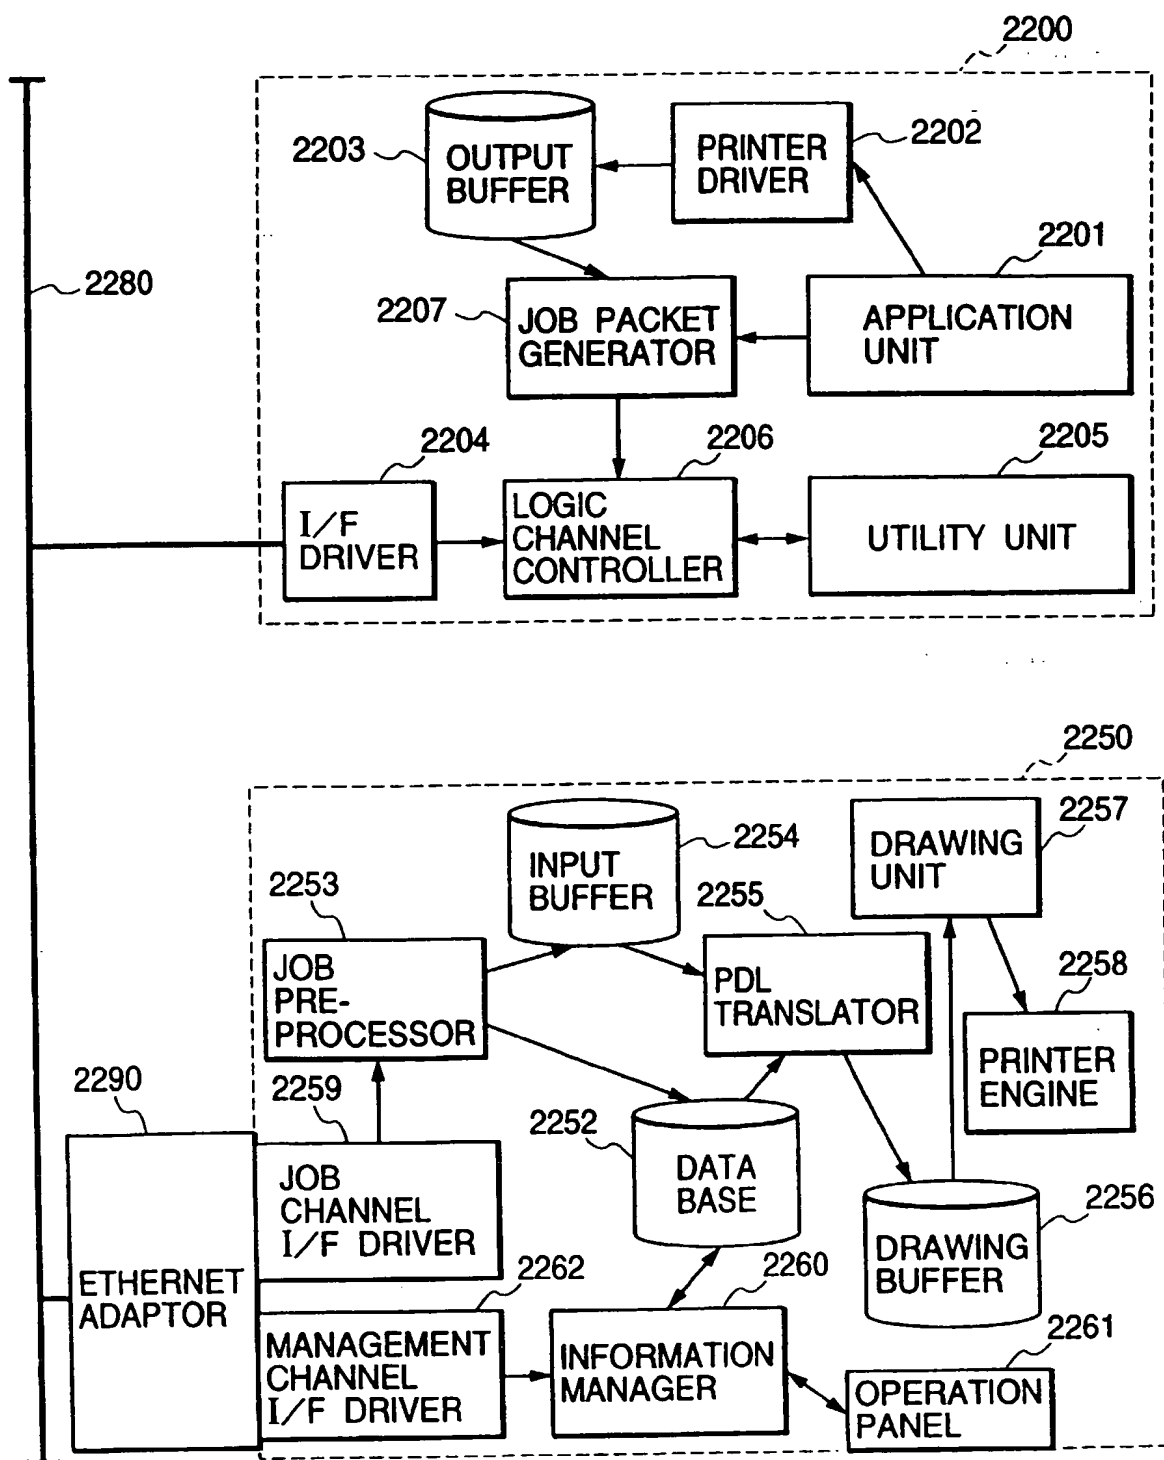 2200
2203
OUTPUT
BUFFER
PRINTER
DRIVER
2202
2280
2207
JOB PACKET
GENERATOR
2201
APPLICATION
UNIT
2204
I/F
DRIVER
2206
LOGIC
CHANNEL
CONTROLLER
2205
UTILITY UNIT
2250
2254
INPUT
BUFFER
2257
DRAWING
UNIT
2253
JOB
PRE-
PROCESSOR
2255
PDL
TRANSLATOR
2258
PRINTER
ENGINE
2290
ETHERNET
ADAPTOR
2259
JOB
CHANNEL
I/F DRIVER
2252
DATA
BASE
2256
DRAWING
BUFFER
2262
MANAGEMENT
CHANNEL
I/F DRIVER
2260
INFORMATION
MANAGER
2261
OPERATION
PANEL